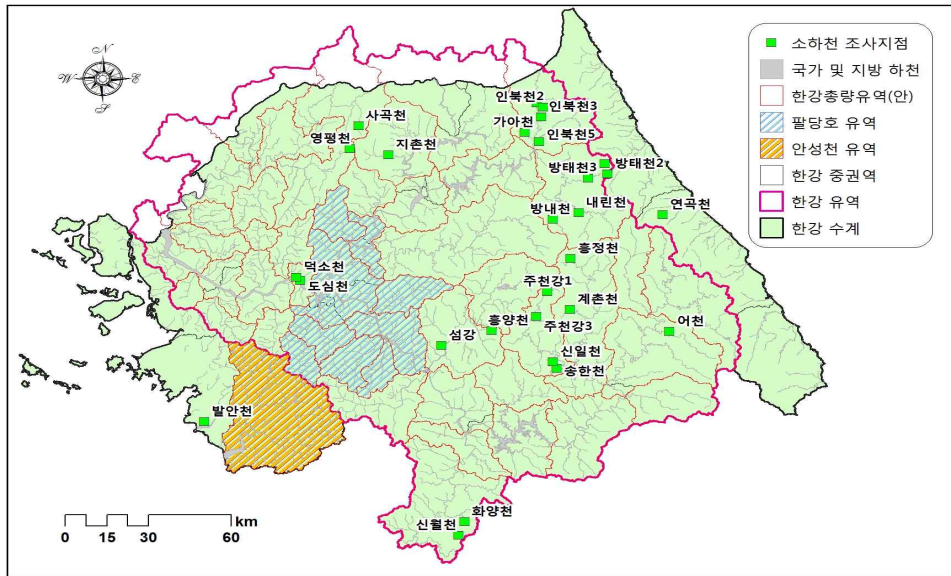 N
W
E
S
소하천 조사지점
국가 및 지방 하천
한강총량유역(안)
팔당호 유역
안성천 유역
한강 중권역
한강 유역
한강 수계
인북천2
인북천3
사곡천
가아천
영평천
지촌천
인북천5
방태천2
방태천3
내린천
연곡천
방내천
흥정천
덕소천
도심천
주천강1
계촌천
흥양천
주천강3
어천
섬강
신일천
송한천
발안천
화양천
신월천
km
0 15 30 60